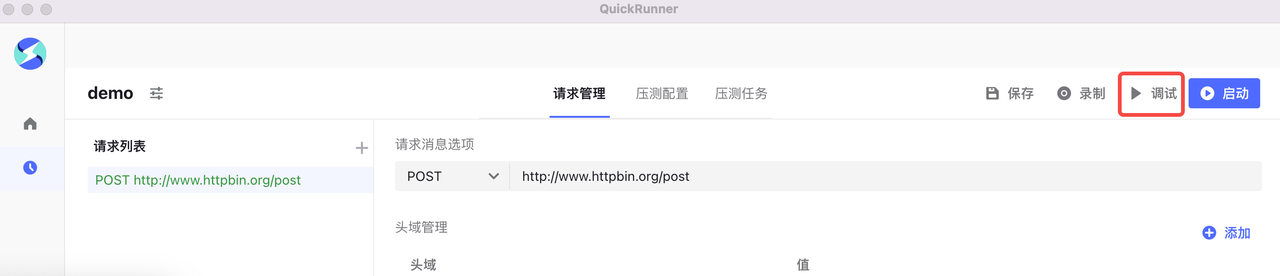 QuickRunner
demo 请求管理 压测配置 压测任务 保存 录制 调试 启动
请求列表
POST http://www.httpbin.org/post
请求消息选项
POST http://www.httpbin.org/post
头域管理 添加
头域 值